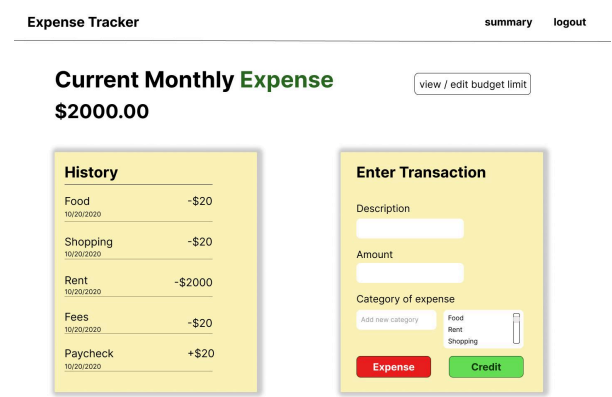 Expense Tracker
summary
logout
Current Monthly Expense
$2000.00
view / edit budget limit
History
Food -$20
10/20/2020
Shopping -$20
10/20/2020
Rent -$2000
10/20/2020
Fees -$20
10/20/2020
Paycheck +$20
10/20/2020
Enter Transaction
Description
Amount
Category of expense
Add new category
Food
Rent
Shopping
Expense
Credit